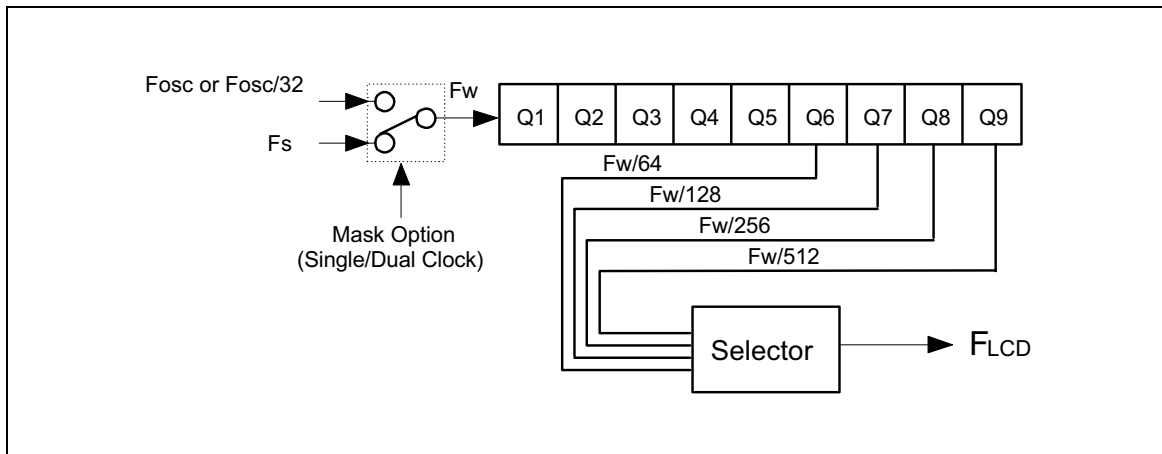 Fosc or Fosc/32
Fw
Q1 Q2 Q3 Q4 Q5 Q6 Q7 Q8 Q9
Fs
Fw/64
Fw/128
Mask Option
(Single/Dual Clock)
Fw/256
Fw/512
Selector
FLCD